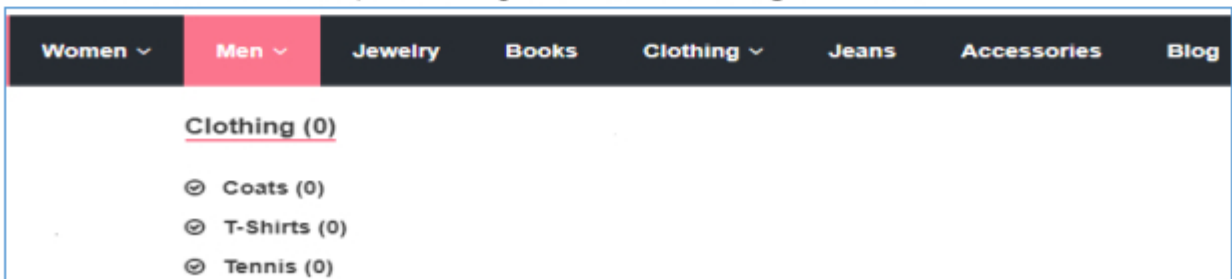 Women Men Jewelry Books Clothing Jeans Accessories Blog
Clothing (0)
Coats (0)
T-Shirts (0)
Tennis (0)